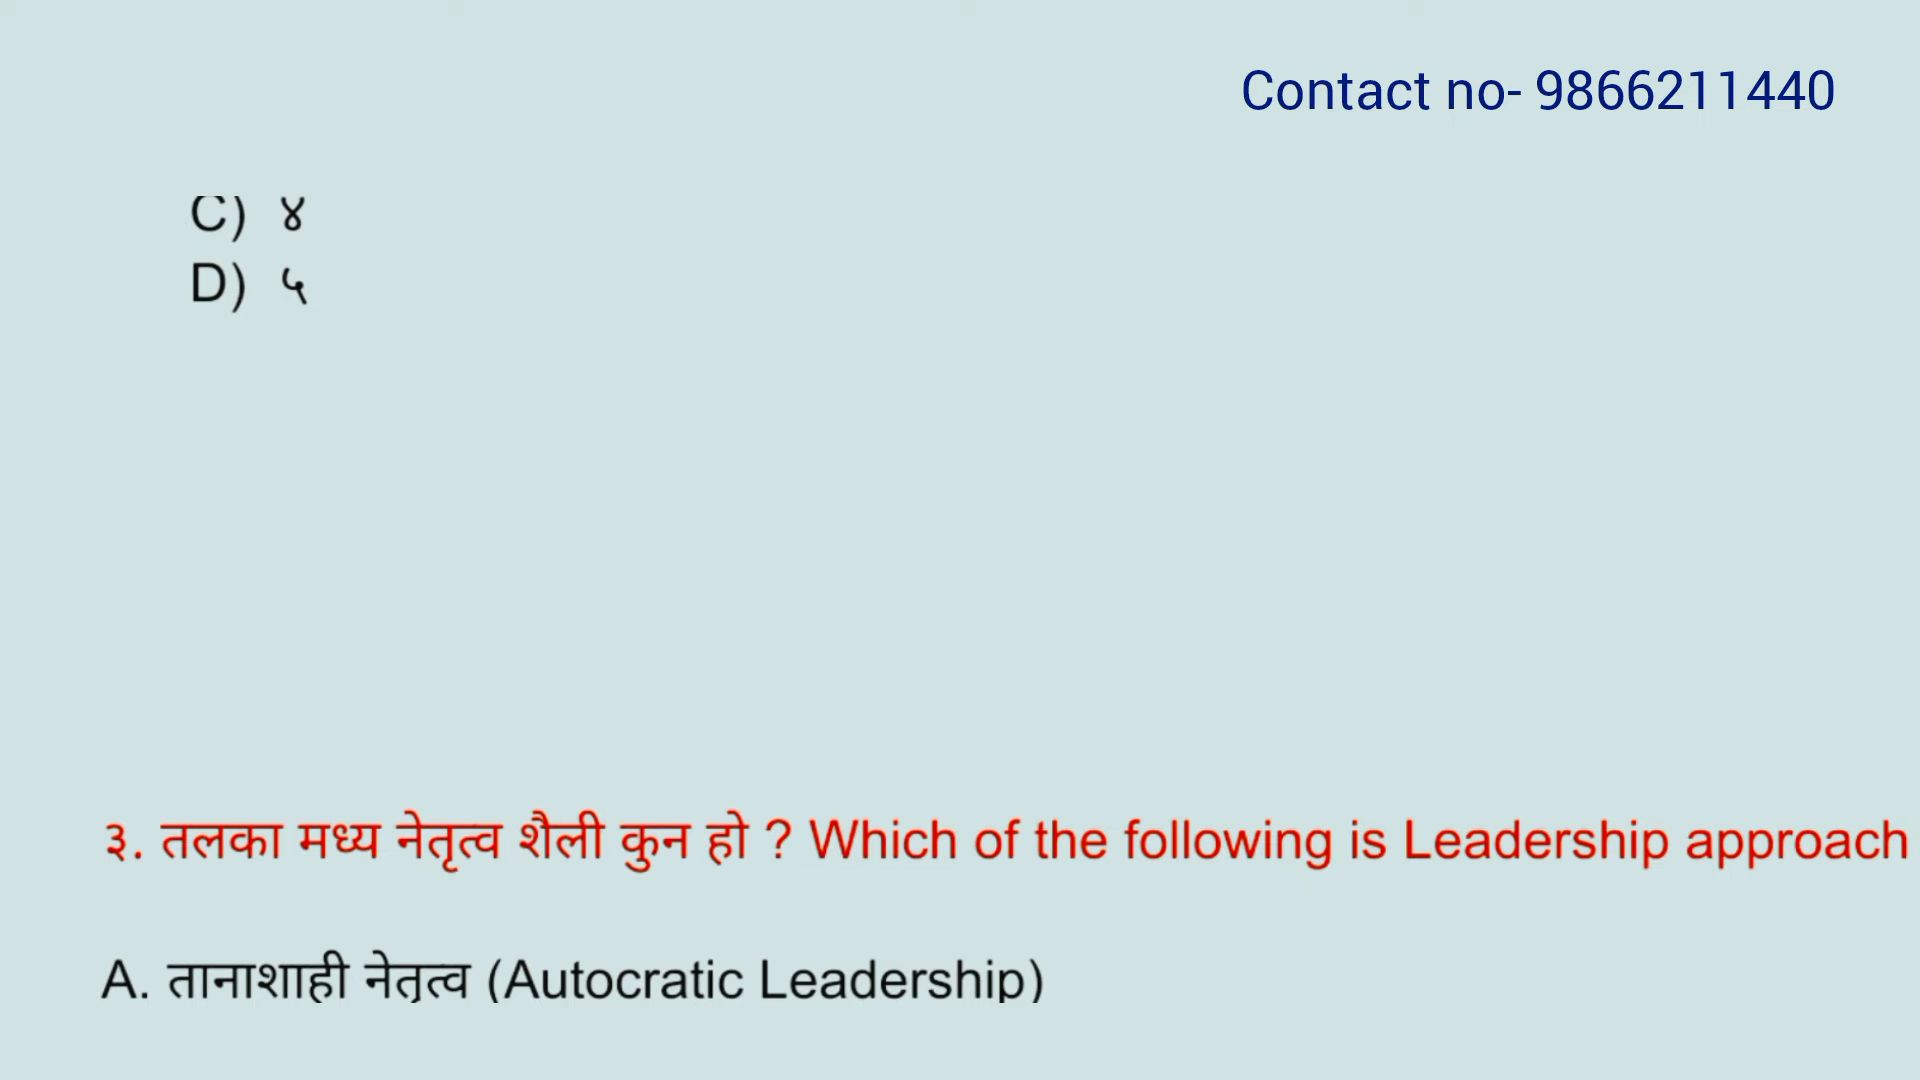 Contact no- 9866211440
C) ४
D) ५
३. तलका मध्य नेतृत्व शैली कुन हो ? Which of the following is Leadership approach
A. तानाशाही नेतृत्व (Autocratic Leadership)